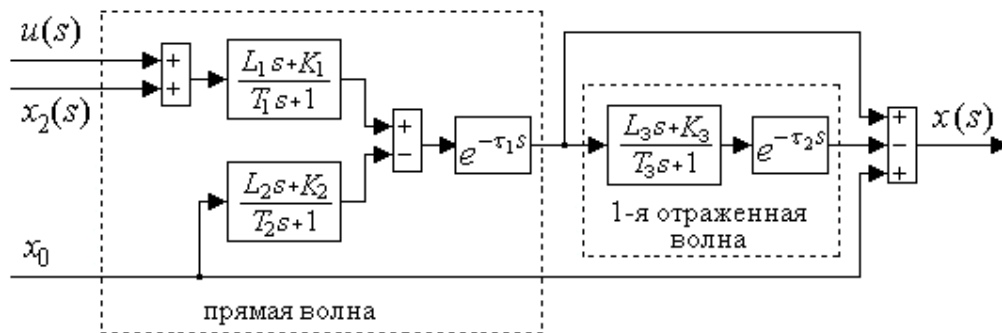 u(s)
x₂(s)
+
+
L₁s+K₁
T₁s+1
+
−
e^{−τ₁s}
L₂s+K₂
T₂s+1
x₀
прямая волна
L₃s+K₃
T₃s+1
e^{−τ₂s}
1-я отраженная
волна
+
−
+
x(s)